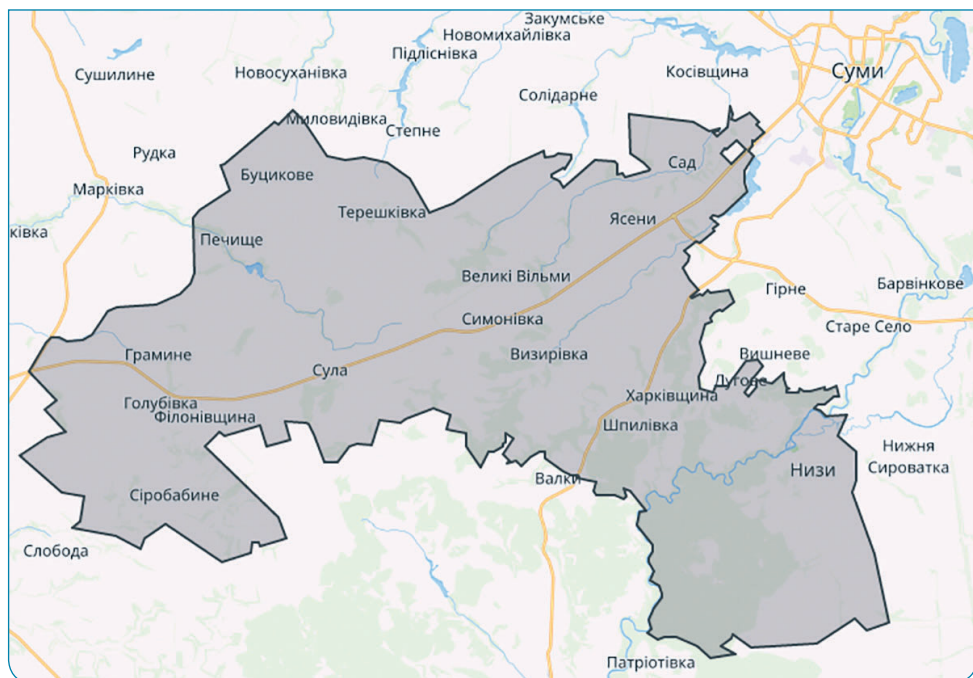 Закумське
Новомихайлівка
Підліснівка
Сушилине
Новосуханівка
Косівщина
Суми
Солідарне
Миловидівка
Степне
Рудка
Сад
Буцикове
Марківка
Терешківка
Ясени
ківка
Печище
Великі Вільми
Барвінкове
Гірне
Симонівка
Старе Село
Грамине
Визирівка
Вишневе
Сула
Лугове
Голубівка
Харківщина
Філонівщина
Шпилівка
Нижня
Сироватка
Низи
Валки
Сіробабине
Слобода
Патріотівка